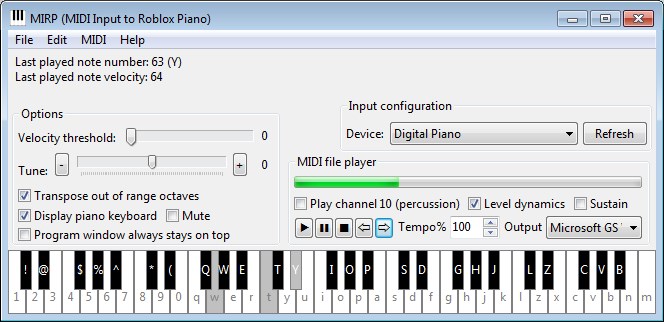 MIRP (MIDI Input to Roblox Piano)
File Edit MIDI Help
Last played note number: 63 (Y)
Last played note velocity: 64
Options
Velocity threshold: 0
Tune: - + 0
Transpose out of range octaves
Display piano keyboard Mute
Program window always stays on top
Input configuration
Device: Digital Piano Refresh
MIDI file player
Play channel 10 (percussion) Level dynamics Sustain
Tempo% 100 Output Microsoft GS
! @ $ % ^ * ( Q W E T Y I O P S D G H J L Z C V B
1 2 3 4 5 6 7 8 9 0 q w e r t y u i o p a s d f g h j k l z x c v b n m